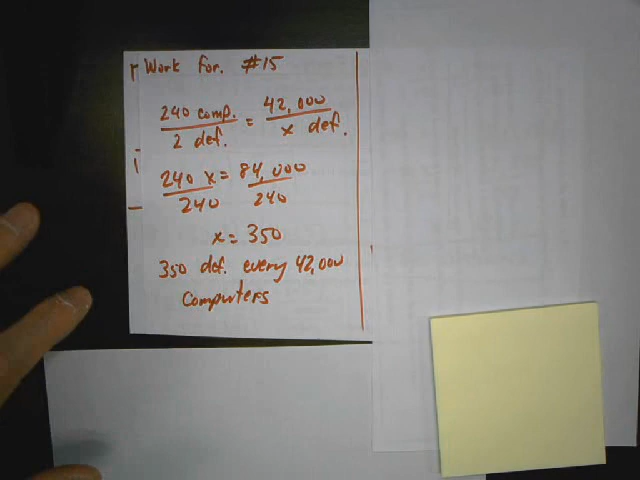 Work for. #15
240 comp. / 2 def. = 42,000 / x def.
240 x / 240 = 84,000 / 240
x = 350
350 def. every 42,000
Computers